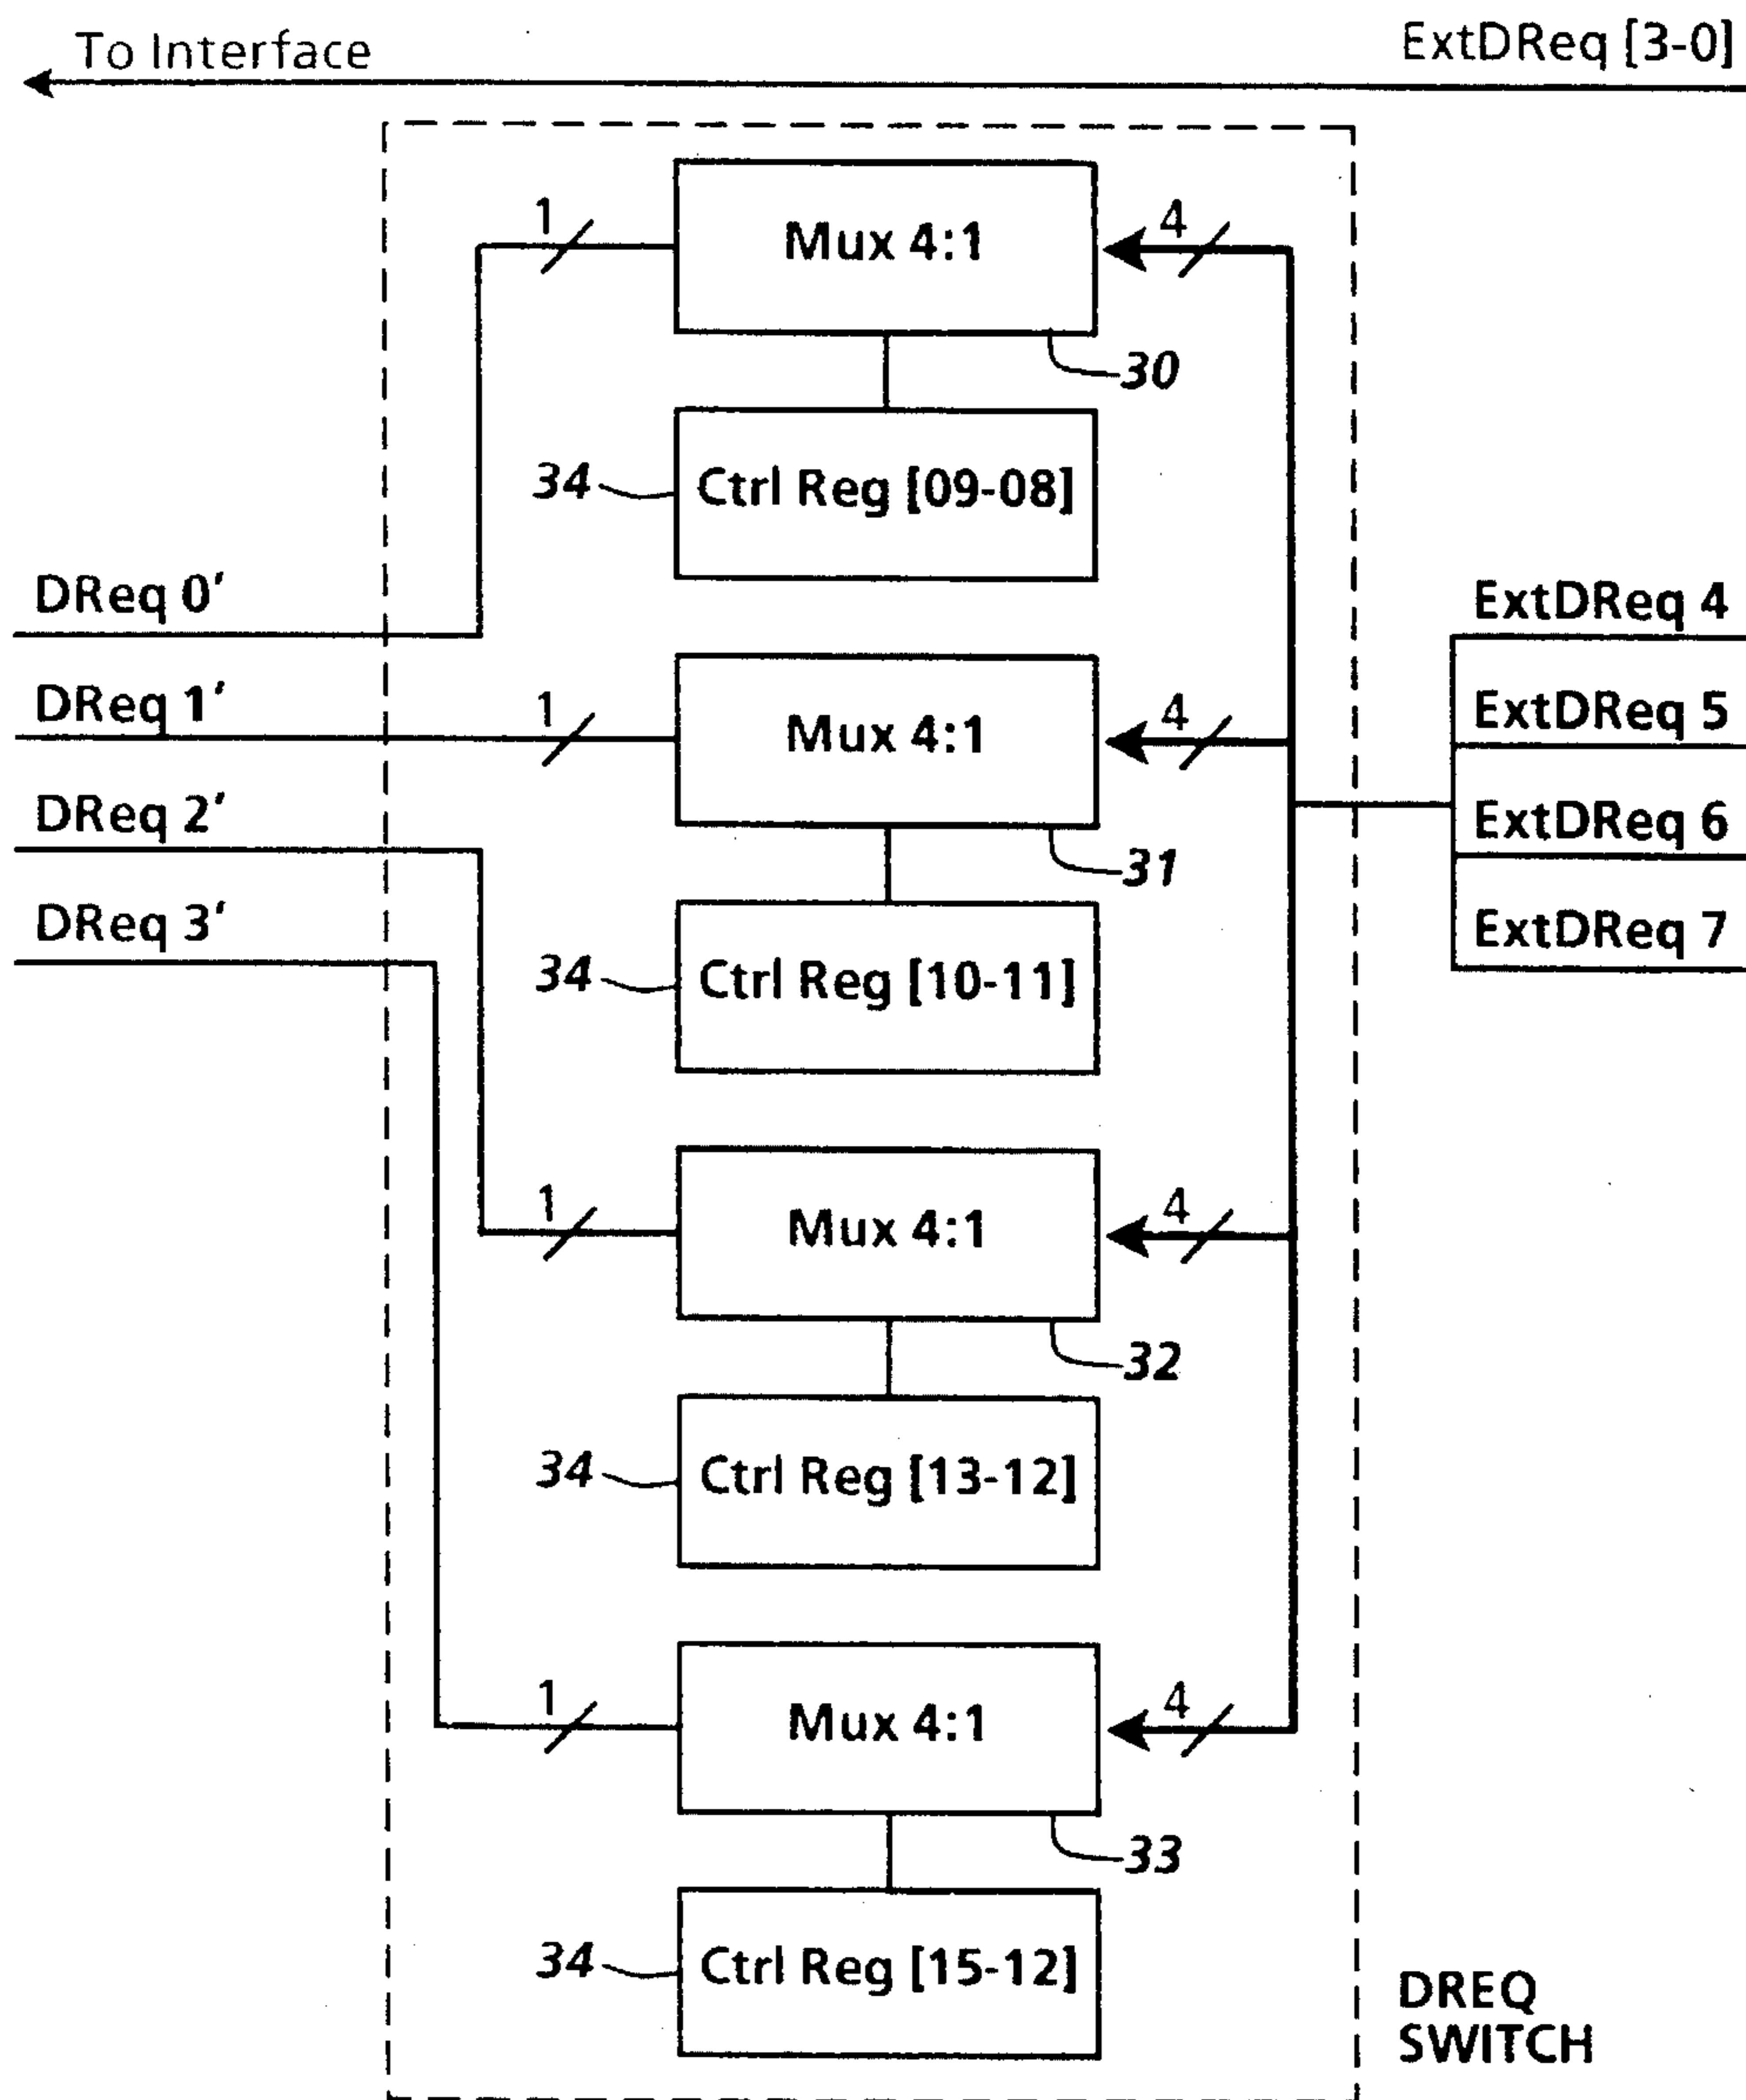 To Interface
ExtDReq [3-0]
1
Mux 4:1
4
30
34
Ctrl Reg [09-08]
DReq 0'
ExtDReq 4
DReq 1'
1
Mux 4:1
4
ExtDReq 5
DReq 2'
ExtDReq 6
31
DReq 3'
ExtDReq 7
34
Ctrl Reg [10-11]
1
Mux 4:1
4
32
34
Ctrl Reg [13-12]
1
Mux 4:1
4
33
34
Ctrl Reg [15-12]
DREQ
SWITCH